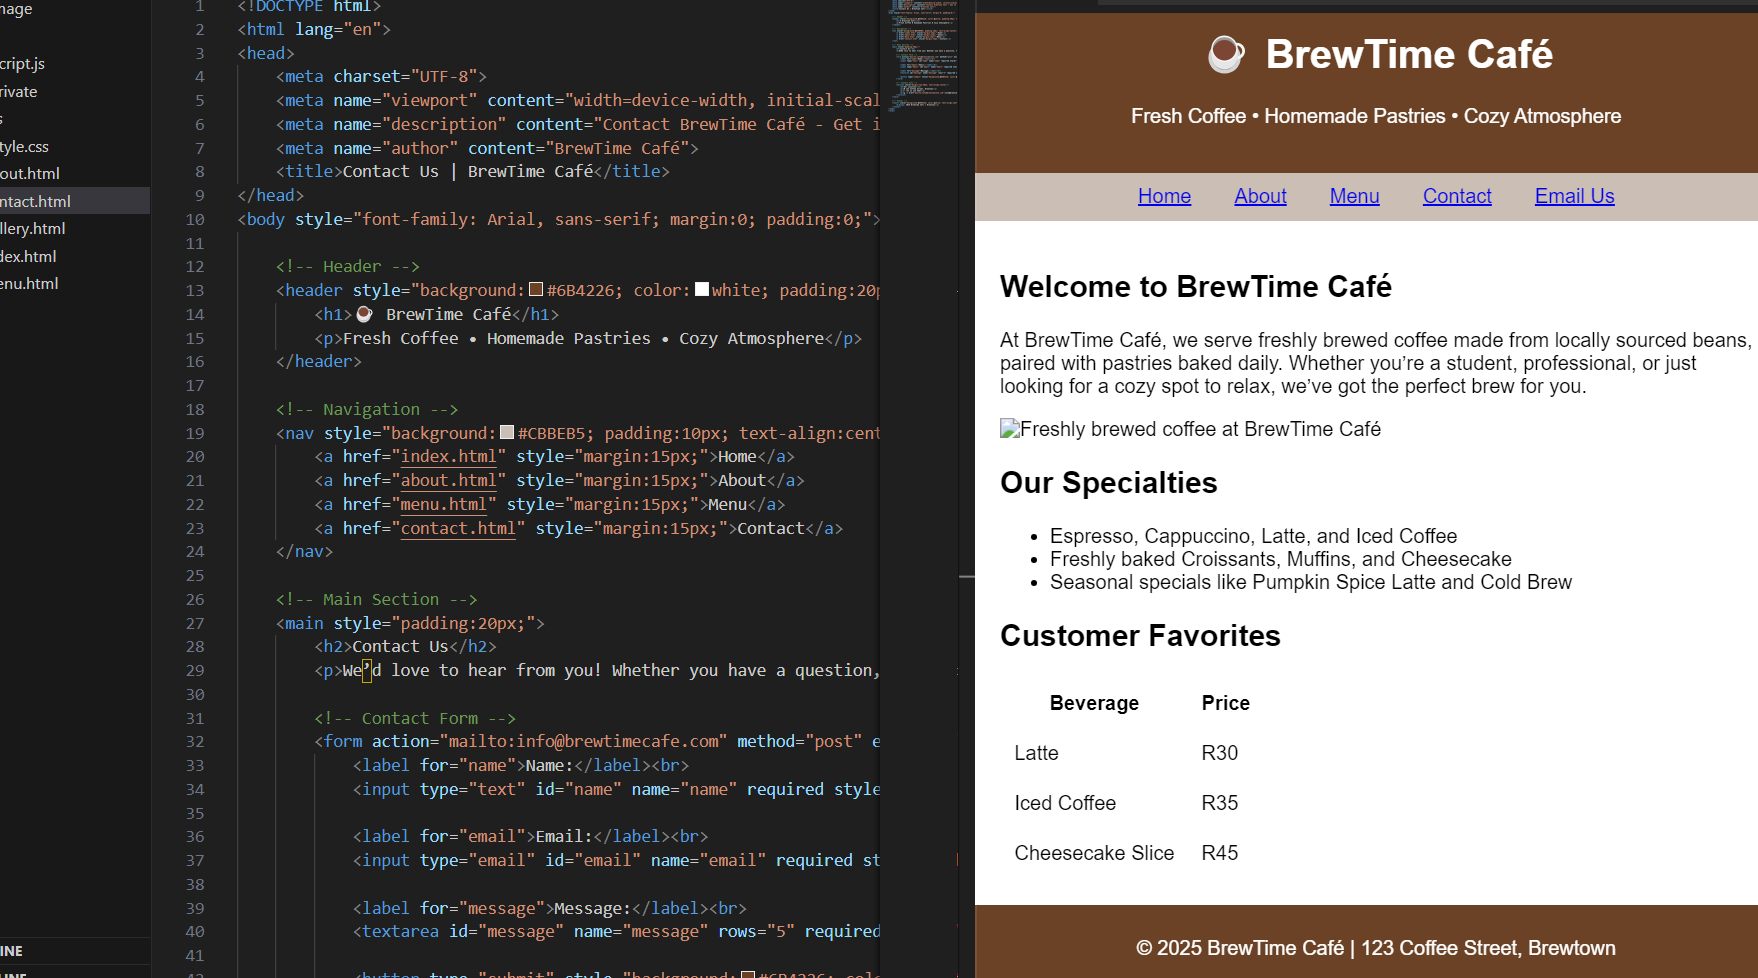 mage
cript.js
rivate
s
tyle.css
out.html
ntact.html
llery.html
dex.html
enu.html
INE
1 <!DOCTYPE html>
2 <html lang="en">
3 <head>
4 <meta charset="UTF-8">
5 <meta name="viewport" content="width=device-width, initial-scal
6 <meta name="description" content="Contact BrewTime Café - Get i
7 <meta name="author" content="BrewTime Café">
8 <title>Contact Us | BrewTime Café</title>
9 </head>
10 <body style="font-family: Arial, sans-serif; margin:0; padding:0;">
11
12 <!-- Header -->
13 <header style="background:#6B4226; color:white; padding:20p
14 <h1>☕ BrewTime Café</h1>
15 <p>Fresh Coffee • Homemade Pastries • Cozy Atmosphere</p>
16 </header>
17
18 <!-- Navigation -->
19 <nav style="background:#CBBEB5; padding:10px; text-align:cent
20 <a href="index.html" style="margin:15px;">Home</a>
21 <a href="about.html" style="margin:15px;">About</a>
22 <a href="menu.html" style="margin:15px;">Menu</a>
23 <a href="contact.html" style="margin:15px;">Contact</a>
24 </nav>
25
26 <!-- Main Section -->
27 <main style="padding:20px;">
28 <h2>Contact Us</h2>
29 <p>We’d love to hear from you! Whether you have a question,
30
31 <!-- Contact Form -->
32 <form action="mailto:info@brewtimecafe.com" method="post" e
33 <label for="name">Name:</label><br>
34 <input type="text" id="name" name="name" required style
35
36 <label for="email">Email:</label><br>
37 <input type="email" id="email" name="email" required st
38
39 <label for="message">Message:</label><br>
40 <textarea id="message" name="message" rows="5" required
41
<button type="submit" style="background:#6B4226; col
☕ BrewTime Café
Fresh Coffee • Homemade Pastries • Cozy Atmosphere
Home About Menu Contact Email Us
Welcome to BrewTime Café
At BrewTime Café, we serve freshly brewed coffee made from locally sourced beans,
paired with pastries baked daily. Whether you’re a student, professional, or just
looking for a cozy spot to relax, we’ve got the perfect brew for you.
Freshly brewed coffee at BrewTime Café
Our Specialties
• Espresso, Cappuccino, Latte, and Iced Coffee
• Freshly baked Croissants, Muffins, and Cheesecake
• Seasonal specials like Pumpkin Spice Latte and Cold Brew
Customer Favorites
Beverage Price
Latte R30
Iced Coffee R35
Cheesecake Slice R45
© 2025 BrewTime Café | 123 Coffee Street, Brewtown